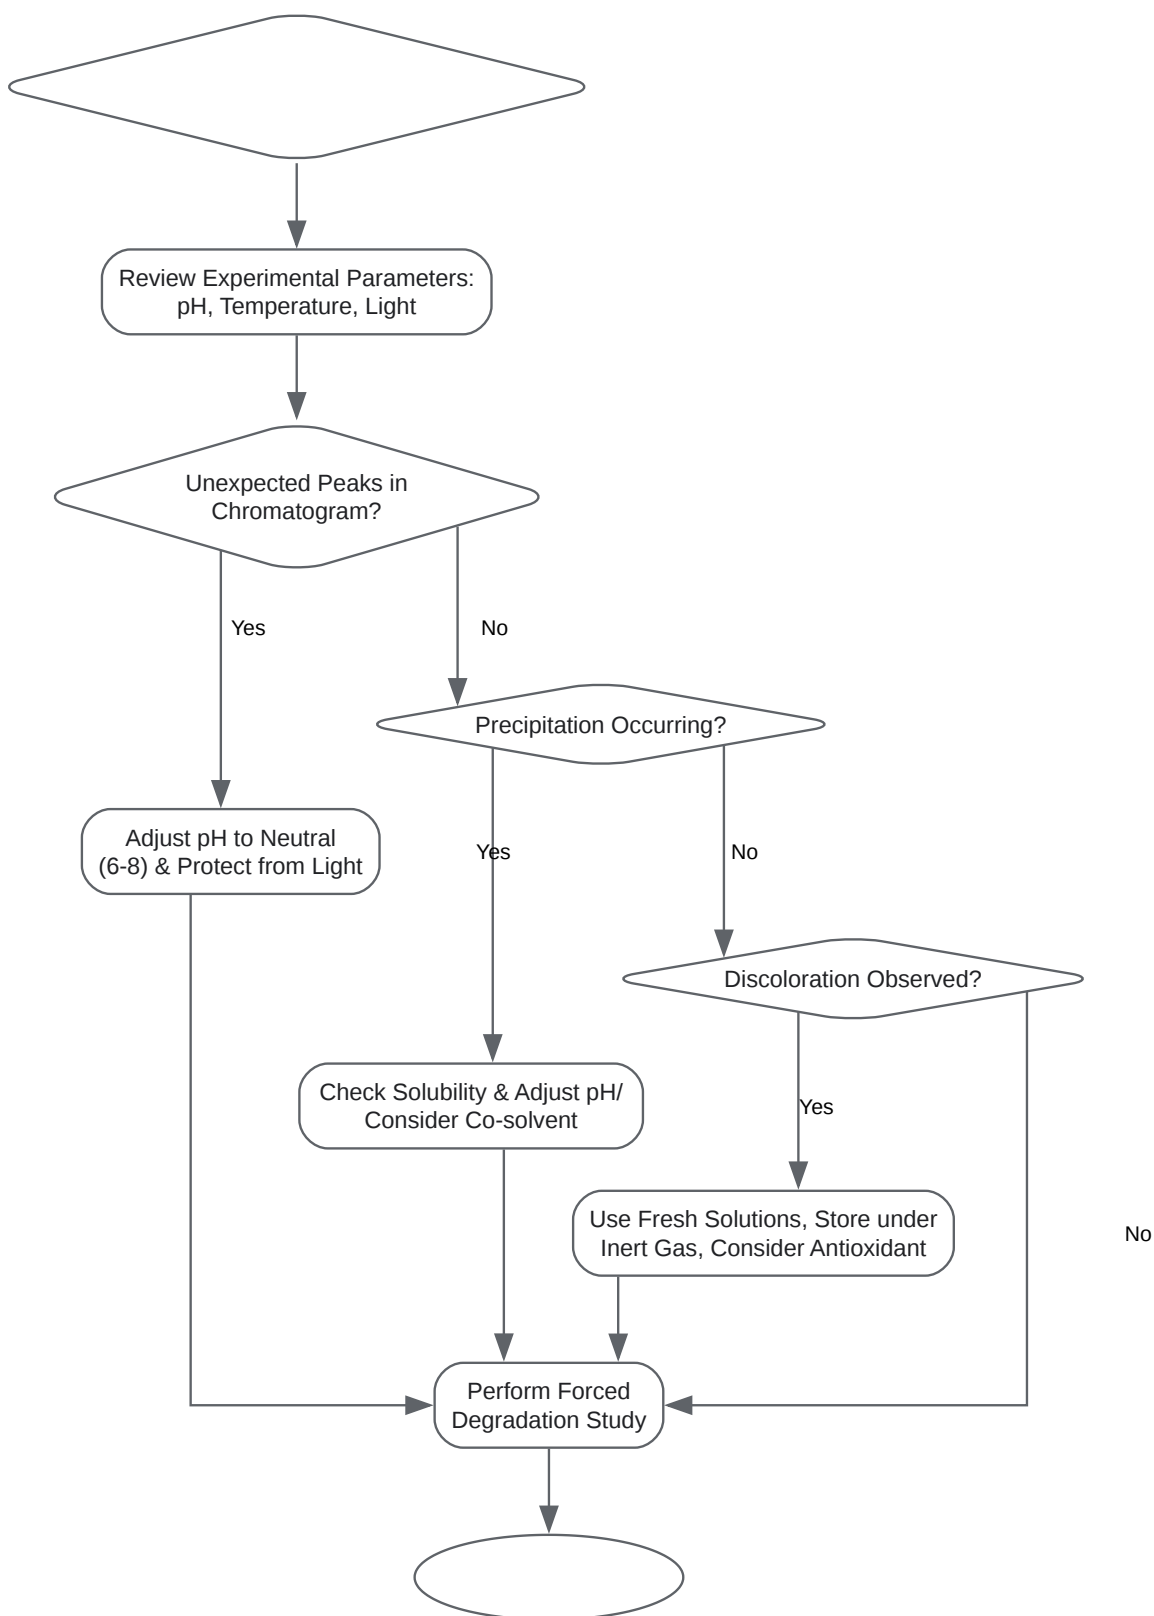 Review Experimental Parameters:
pH, Temperature, Light
Unexpected Peaks in
Chromatogram?
Yes
No
Precipitation Occurring?
Adjust pH to Neutral
(6-8) & Protect from Light
Yes
No
Discoloration Observed?
Check Solubility & Adjust pH/
Consider Co-solvent
Yes
Use Fresh Solutions, Store under
Inert Gas, Consider Antioxidant
No
Perform Forced
Degradation Study